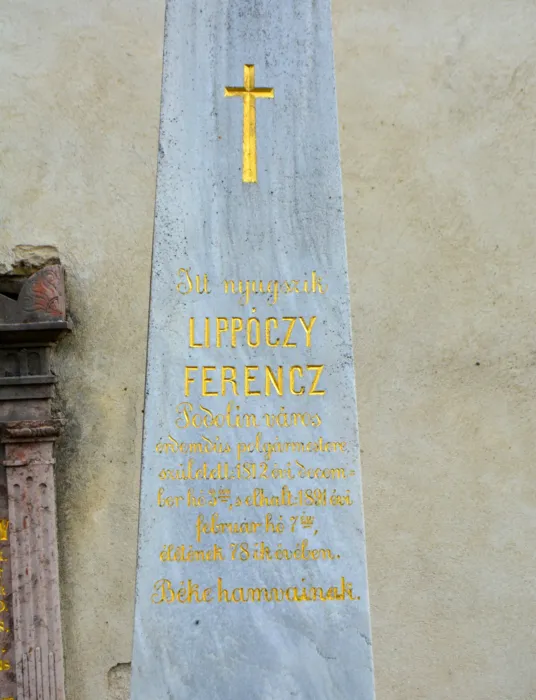 Itt nyugszik
LIPPÓCZY
FERENCZ
Podolin város
érdemdús polgármestere,
született 1812 évi decem-
ber hó 3án, s elhalt 1891 évi
február hó 7én,
életének 78ik évében.
Béke hamvainak.